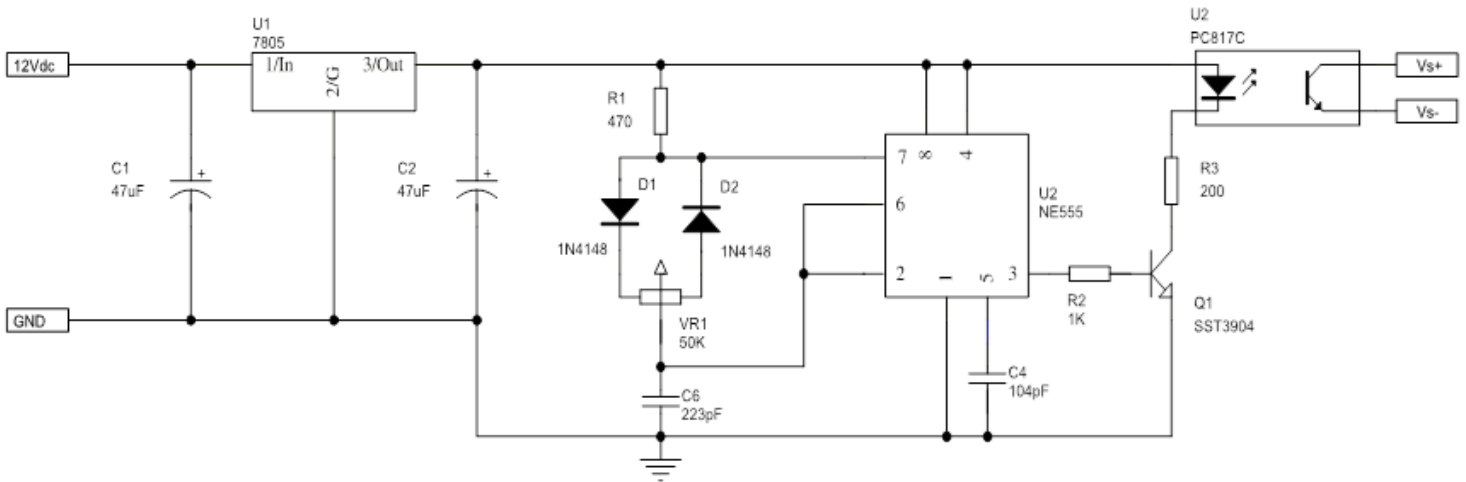 U1
7805
12Vdc
1/In
2/G
3/Out
C1
47uF
C2
47uF
GND
R1
470
D1
1N4148
D2
1N4148
VR1
50K
C6
223pF
7
8
4
6
2
1
5
3
U2
NE555
C4
104pF
R2
1K
Q1
SST3904
R3
200
U2
PC817C
Vs+
Vs-